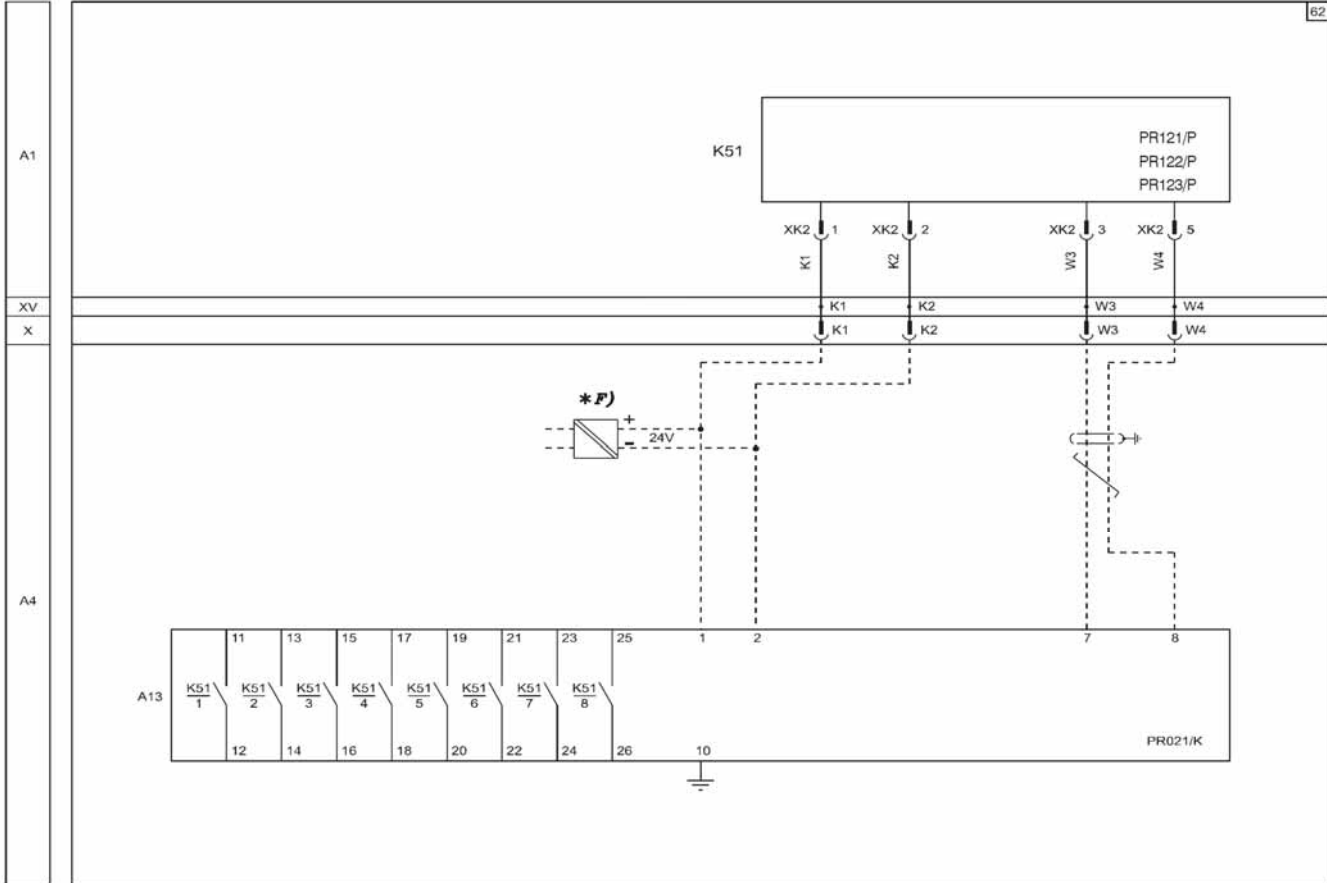 62
A1
K51
PR121/P
PR122/P
PR123/P
XK2 1 XK2 2 XK2 3 XK2 5
K1 K2 W3 W4
XV K1 K2 W3 W4
X K1 K2 W3 W4
*F)
+
24V
-
A4
11 13 15 17 19 21 23 25 1 2 7 8
A13 K51 K51 K51 K51 K51 K51 K51 K51
1 2 3 4 5 6 7 8
12 14 16 18 20 22 24 26 10 PR021/K